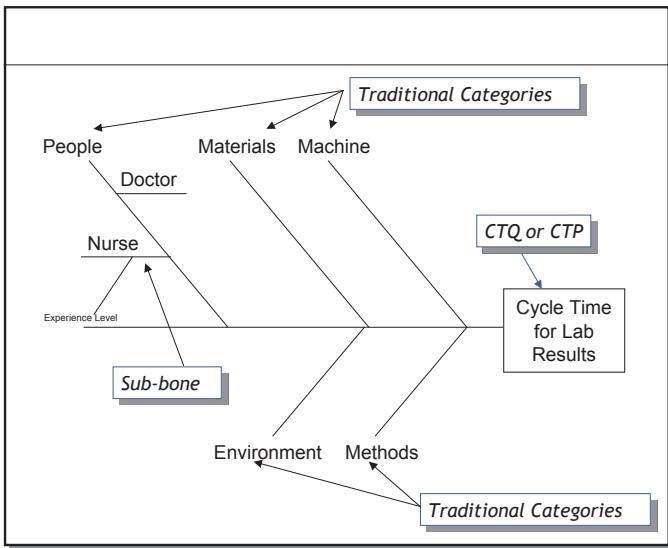 Traditional Categories
People
Materials
Machine
Doctor
CTQ or CTP
Nurse
Experience Level
Cycle Time
for Lab
Results
Sub-bone
Environment
Methods
Traditional Categories